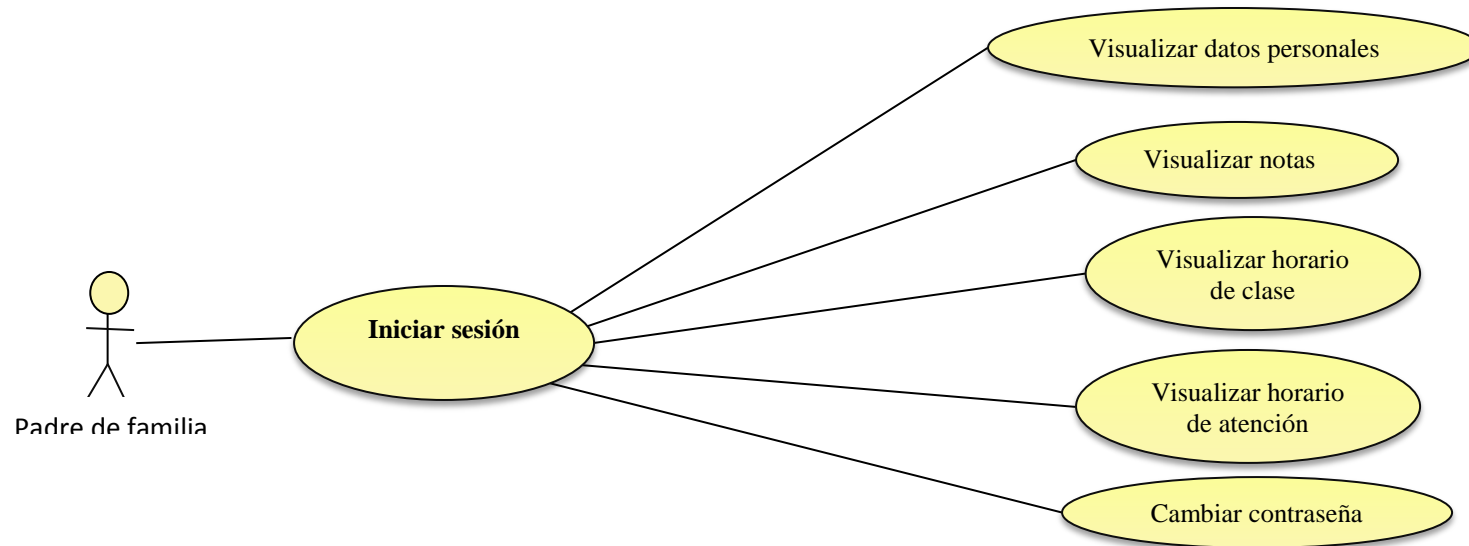 Visualizar datos personales
Visualizar notas
Visualizar horario
de clase
Iniciar sesión
Visualizar horario
de atención
Padre de familia
Cambiar contraseña